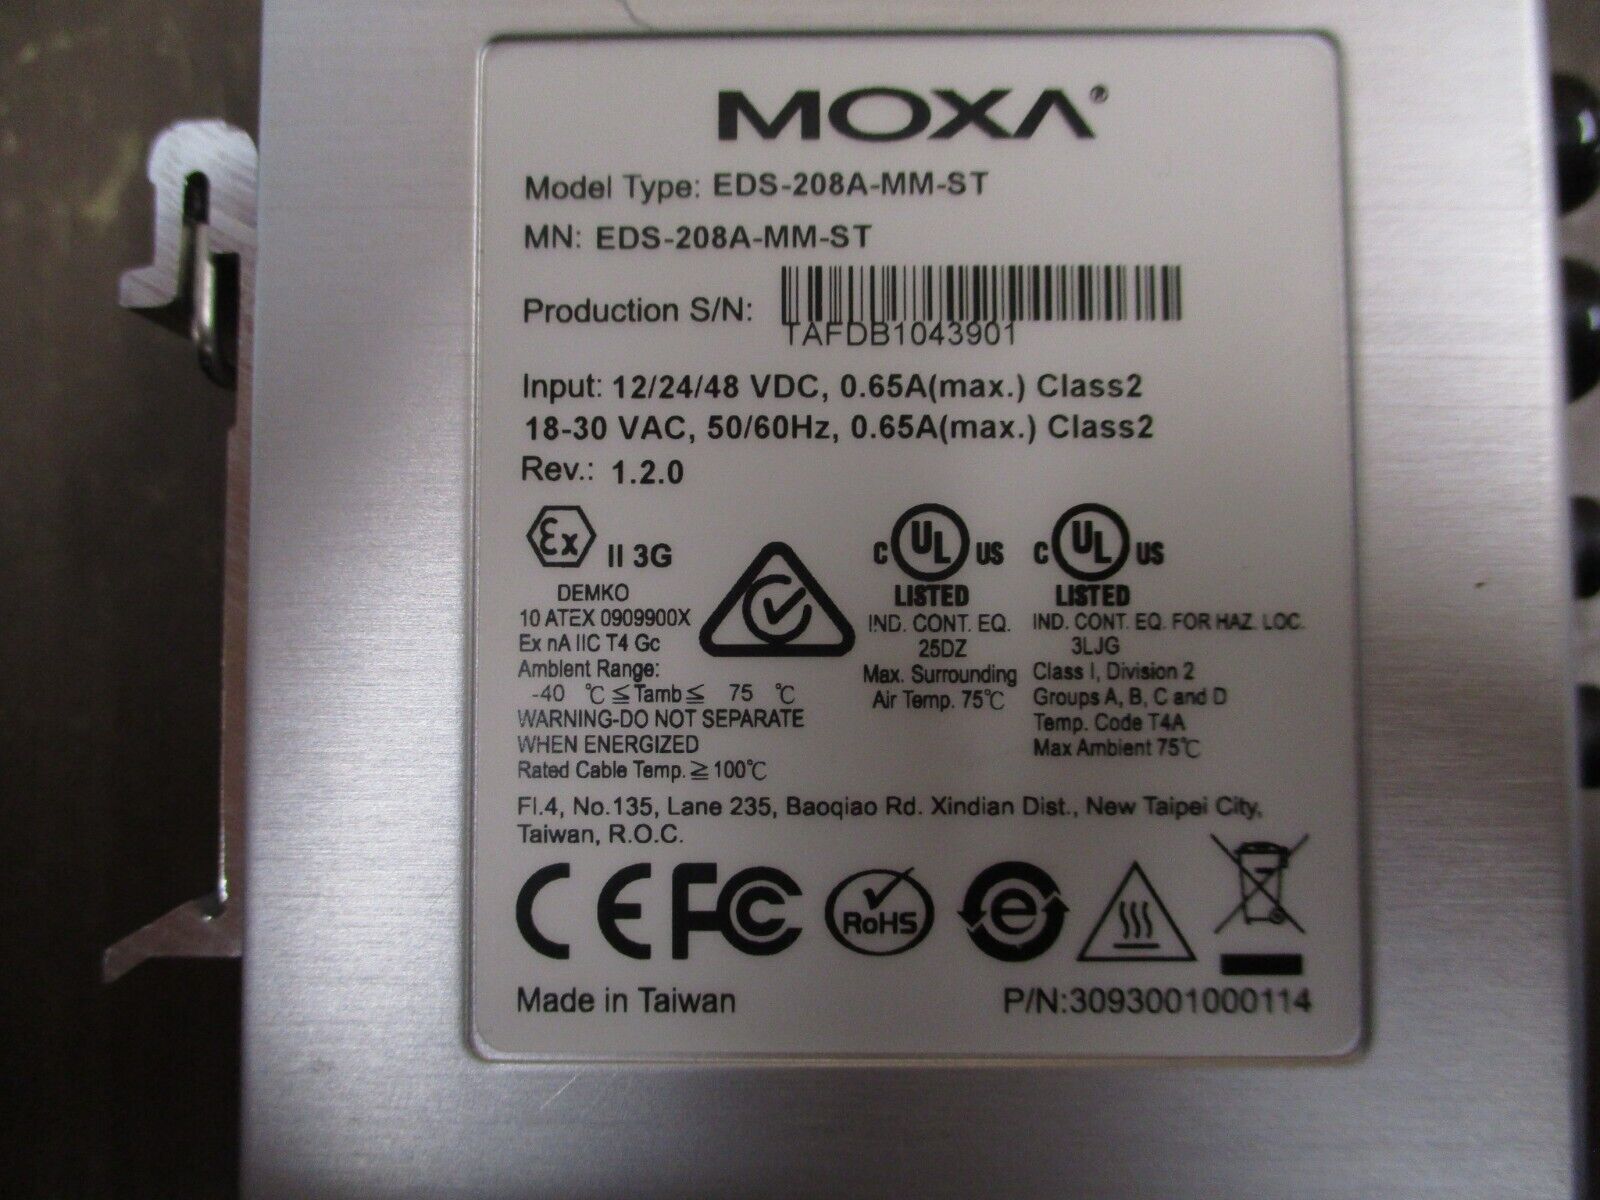 MOXA®
Model Type: EDS-208A-MM-ST
MN: EDS-208A-MM-ST
Production S/N:
TAFDB1043901
Input: 12/24/48 VDC, 0.65A(max.) Class2
18-30 VAC, 50/60Hz, 0.65A(max.) Class2
Rev.: 1.2.0
Ex II 3G
DEMKO
10 ATEX 0909900X
Ex nA IIC T4 Gc
Ambient Range:
-40 ℃ ≦ Tamb ≦ 75 ℃
WARNING-DO NOT SEPARATE
WHEN ENERGIZED
Rated Cable Temp. ≧ 100℃
C UL US
LISTED
IND. CONT. EQ.
25DZ
Max. Surrounding
Air Temp. 75℃
C UL US
LISTED
IND. CONT. EQ. FOR HAZ. LOC.
3LJG
Class I, Division 2
Groups A, B, C and D
Temp. Code T4A
Max Ambient 75℃
Fl.4, No.135, Lane 235, Baoqiao Rd. Xindian Dist., New Taipei City,
Taiwan, R.O.C.
CE FC RoHS e
Made in Taiwan
P/N:3093001000114